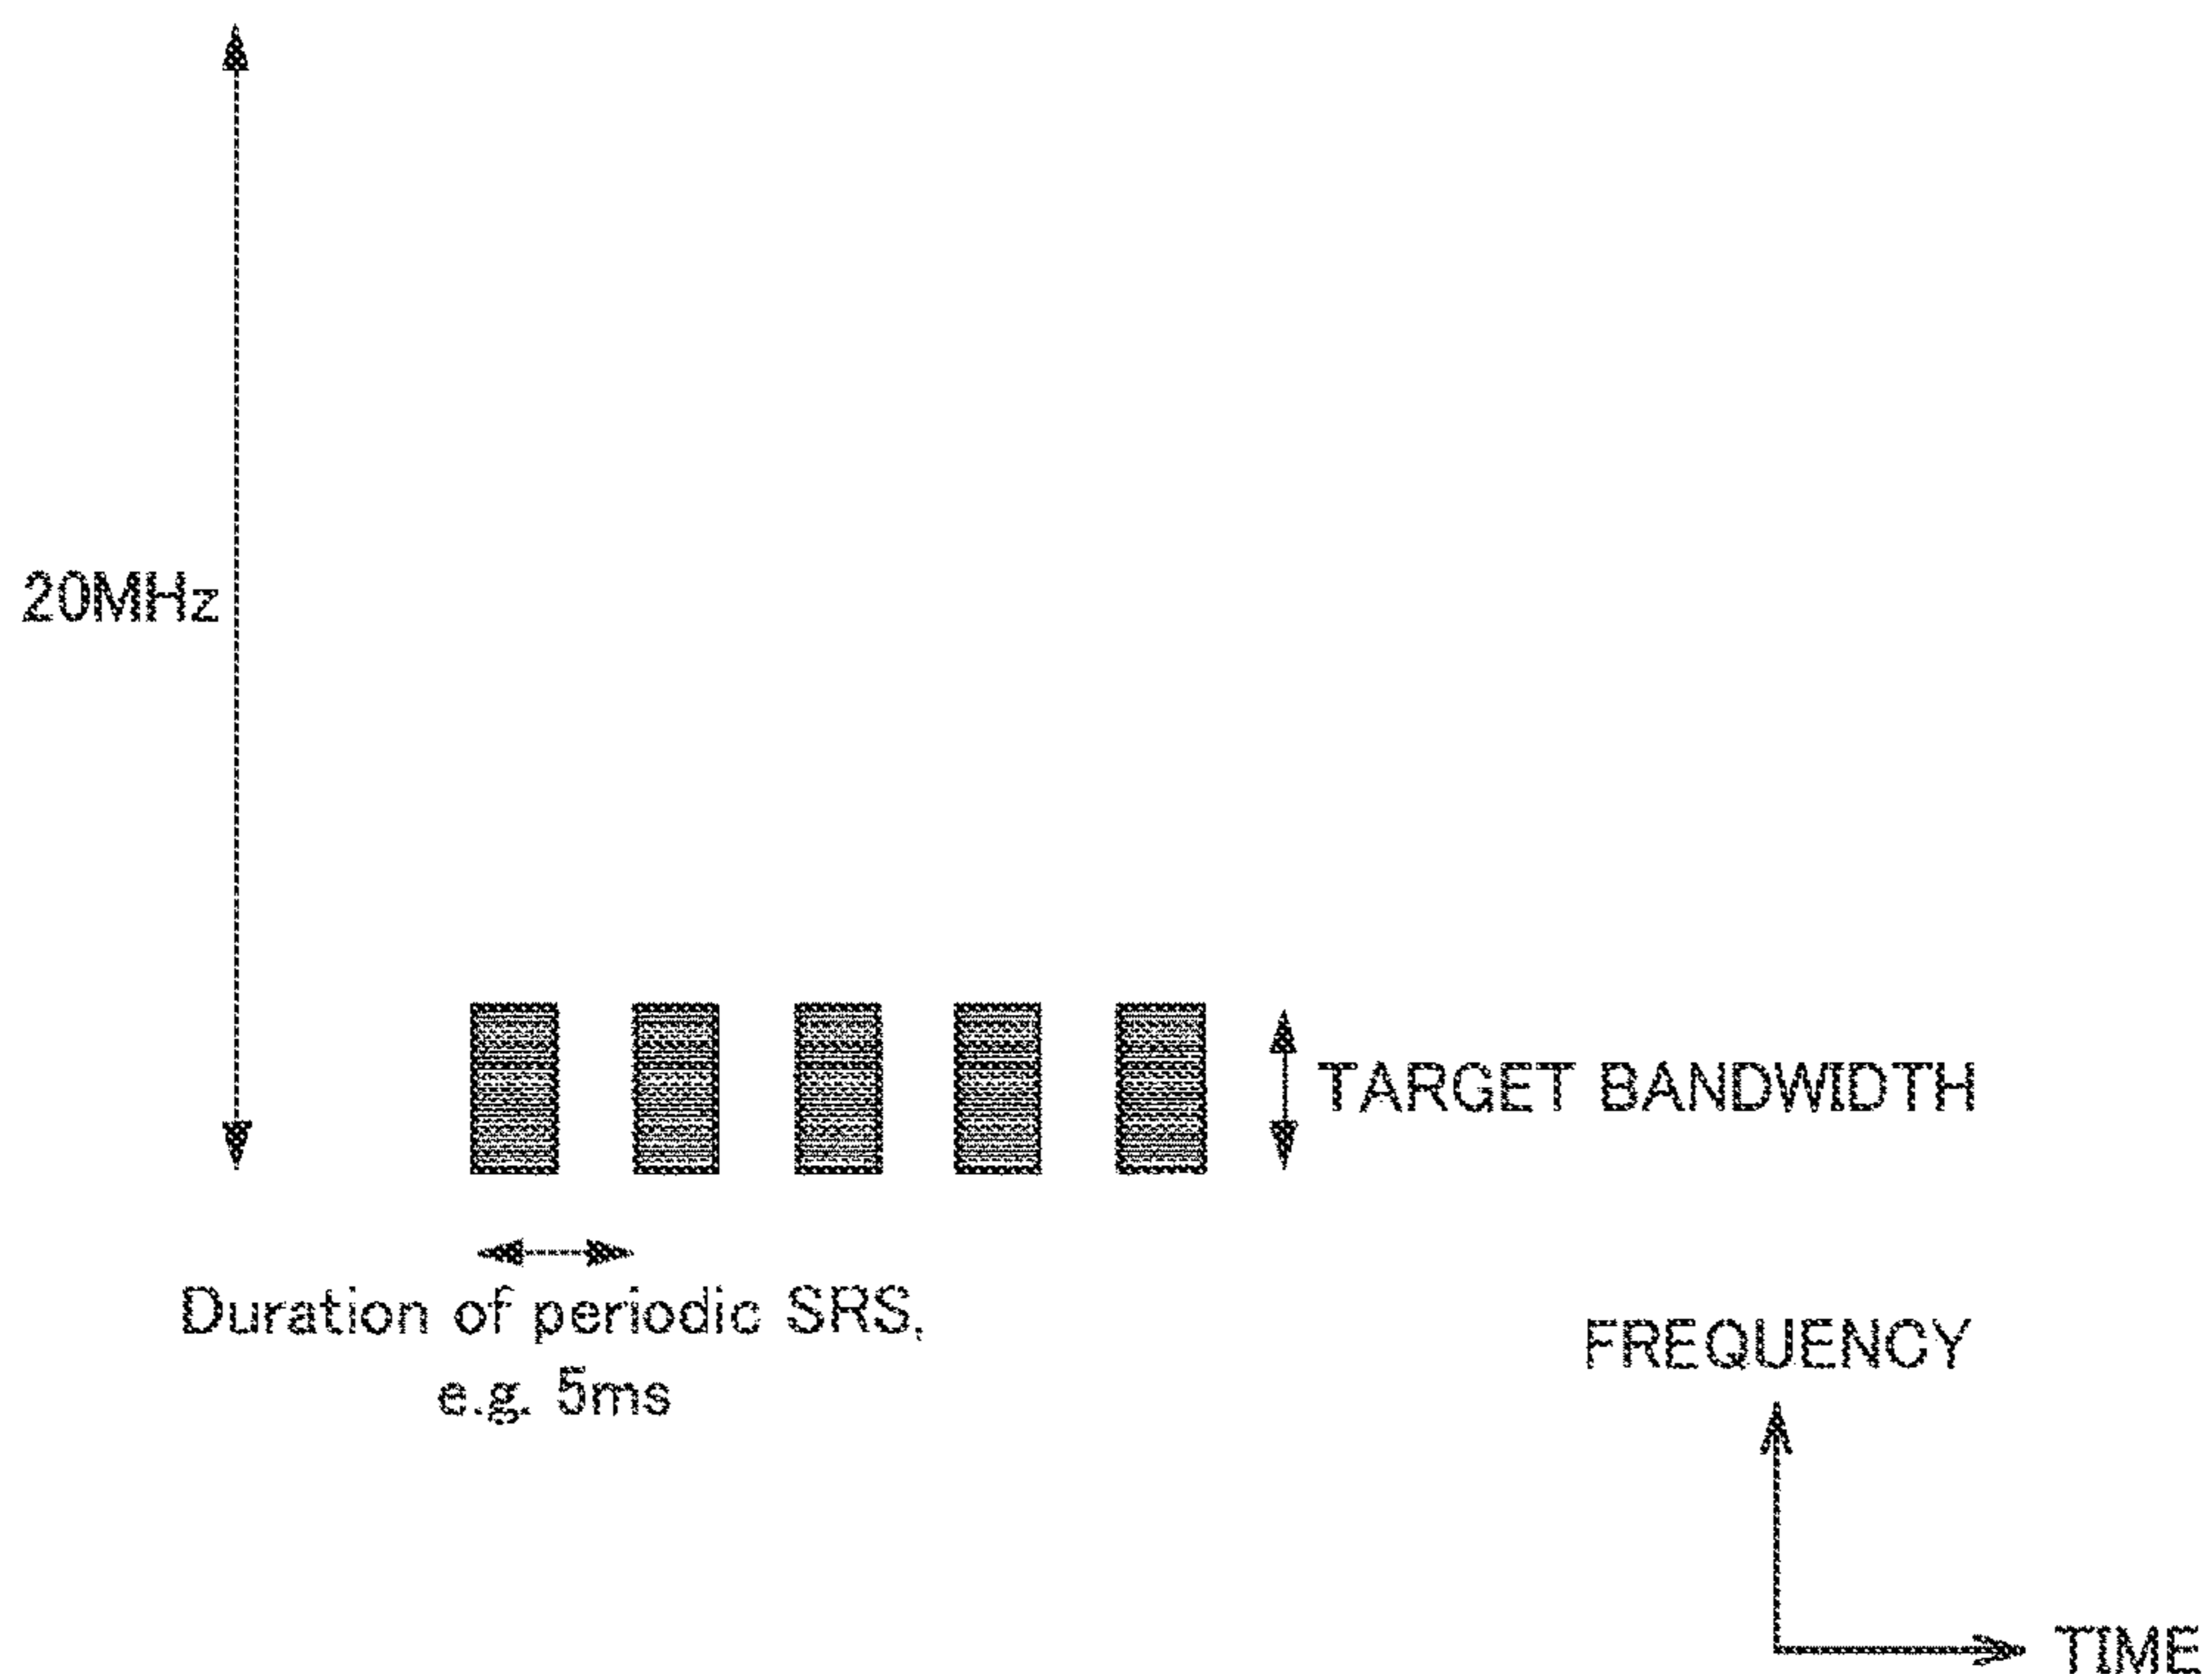 20MHz
TARGET BANDWIDTH
Duration of periodic SRS,
e.g. 5ms
FREQUENCY
TIME